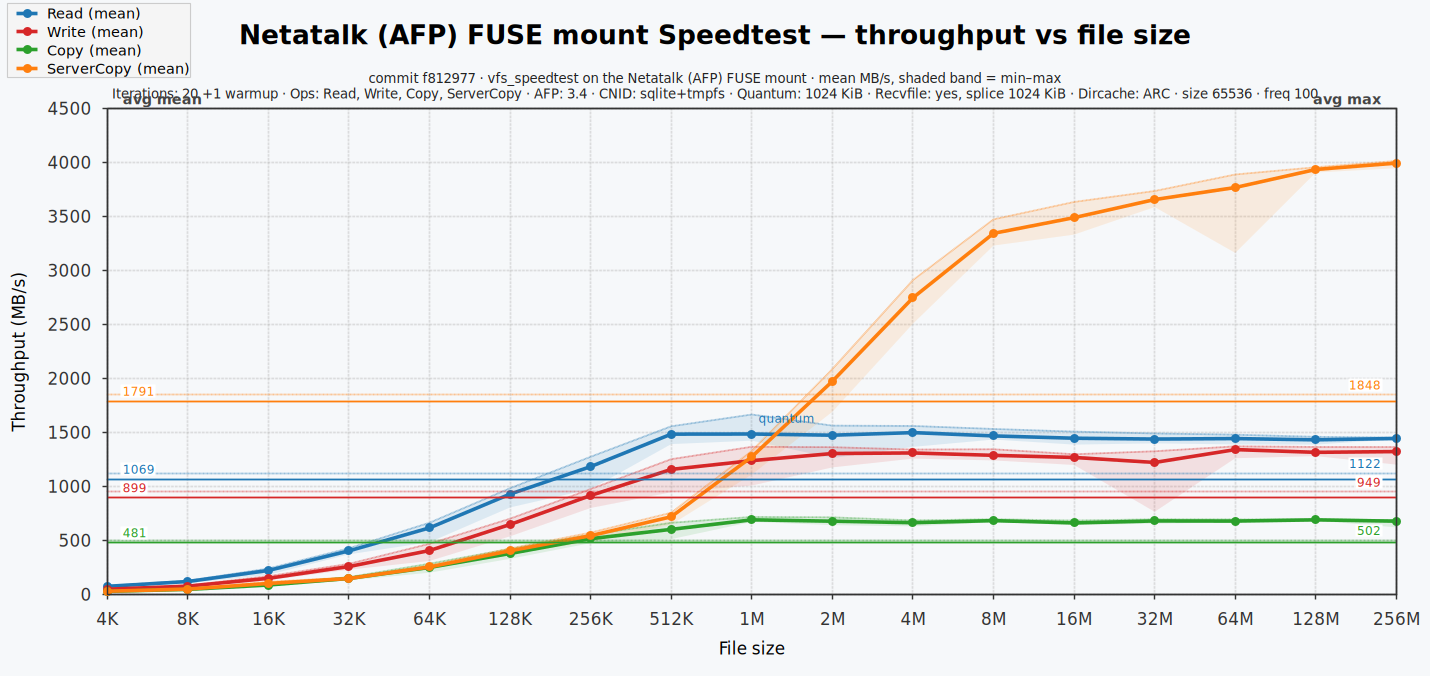 Read (mean)
Write (mean)
Copy (mean)
ServerCopy (mean)
Netatalk (AFP) FUSE mount Speedtest — throughput vs file size
commit f812977 · vfs_speedtest on the Netatalk (AFP) FUSE mount · mean MB/s, shaded band = min–max
Iterations: 20 +1 warmup · Ops: Read, Write, Copy, ServerCopy · AFP: 3.4 · CNID: sqlite+tmpfs · Quantum: 1024 KiB · Recvfile: yes, splice 1024 KiB · Dircache: ARC · size 65536 · freq 100
avg mean
avg max
4500
4000
3500
3000
2500
2000
1500
1000
500
0
Throughput (MB/s)
1791
1848
quantum
1069
1122
899
949
481
502
4K 8K 16K 32K 64K 128K 256K 512K 1M 2M 4M 8M 16M 32M 64M 128M 256M
File size